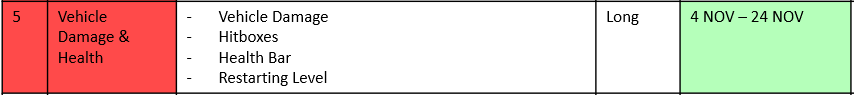 5
Vehicle
Damage &
Health
- Vehicle Damage
- Hitboxes
- Health Bar
- Restarting Level
Long
4 NOV – 24 NOV